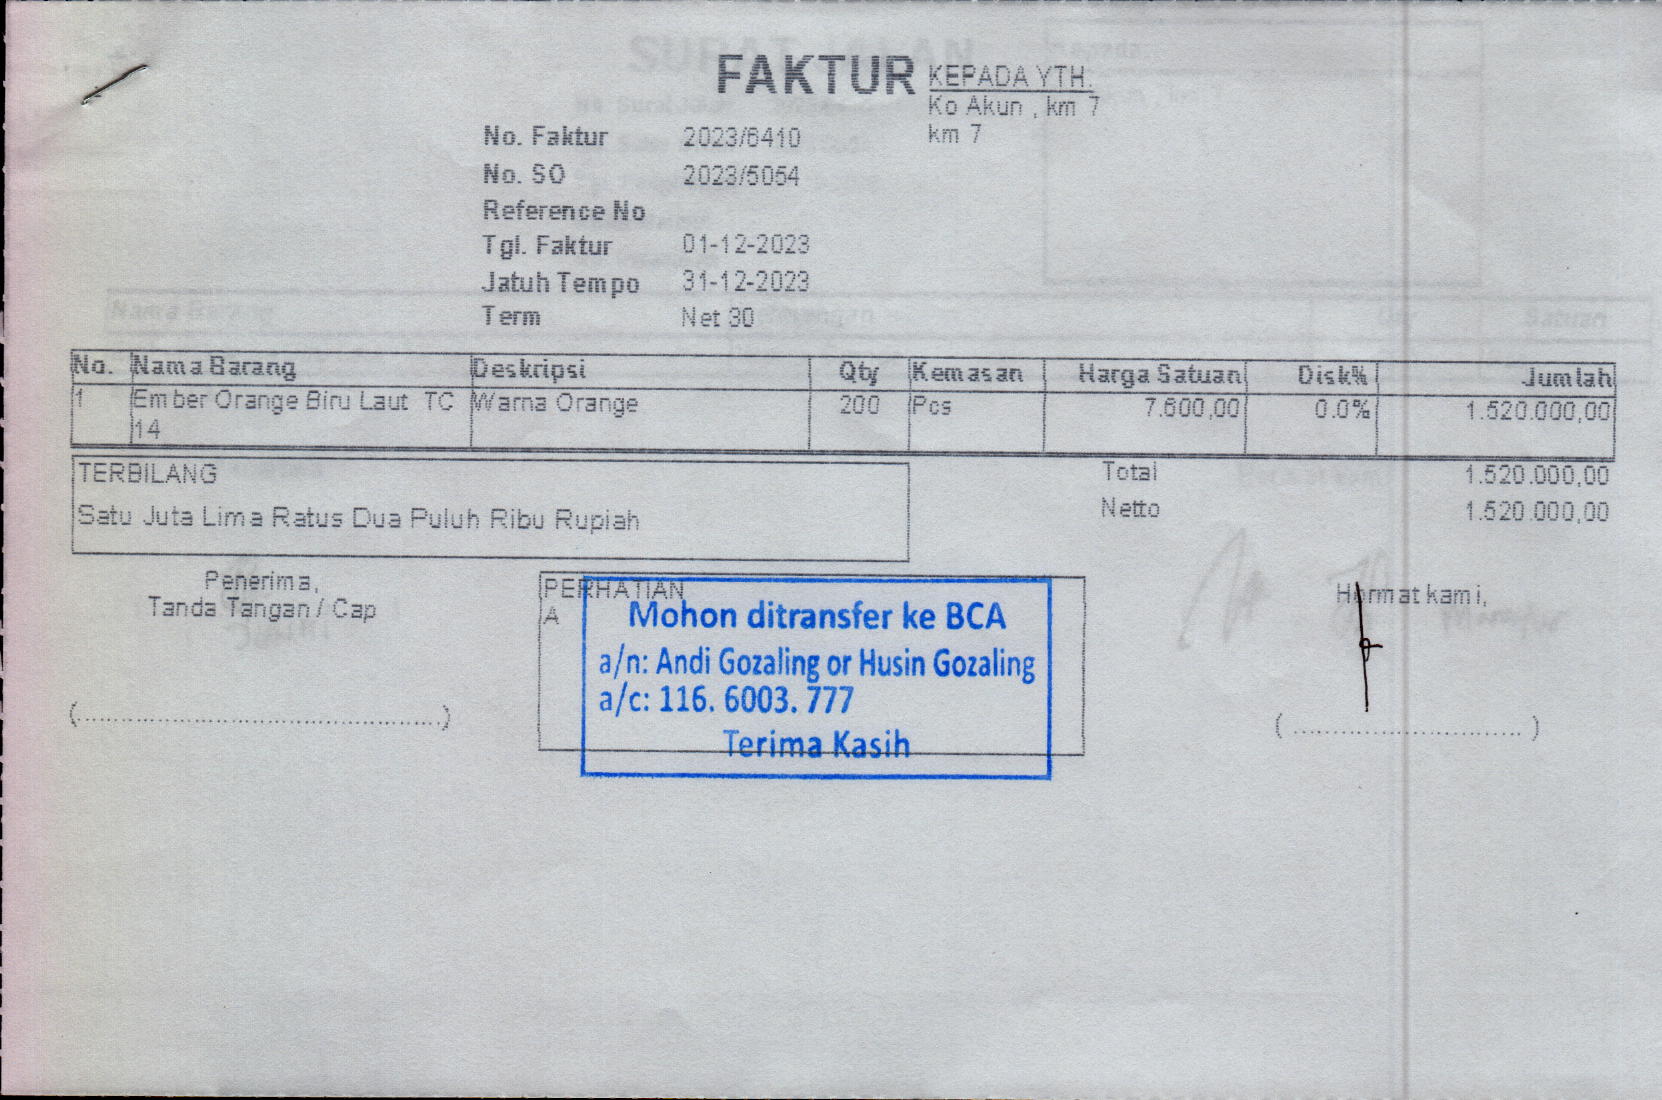 FAKTUR
KEPADA YTH.
Ko Akun , km 7
km 7
No. Faktur 2023/6410
No. SO 2023/5054
Reference No
Tgl. Faktur 01-12-2023
Jatuh Tempo 31-12-2023
Term Net 30
No. Nama Barang Deskripsi Qty Kemasan Harga Satuan Disk% Jumlah
1 Ember Orange Biru Laut TC Warna Orange 200 Pcs 7.600,00 0.0% 1.520.000,00
14
TERBILANG Total 1.520.000,00
Satu Juta Lima Ratus Dua Puluh Ribu Rupiah Netto 1.520.000,00
Penerima,
Tanda Tangan / Cap
(................................................)
PERHATIAN
A
Mohon ditransfer ke BCA
a/n: Andi Gozaling or Husin Gozaling
a/c: 116. 6003. 777
Terima Kasih
Hormat kami,
(..............................)